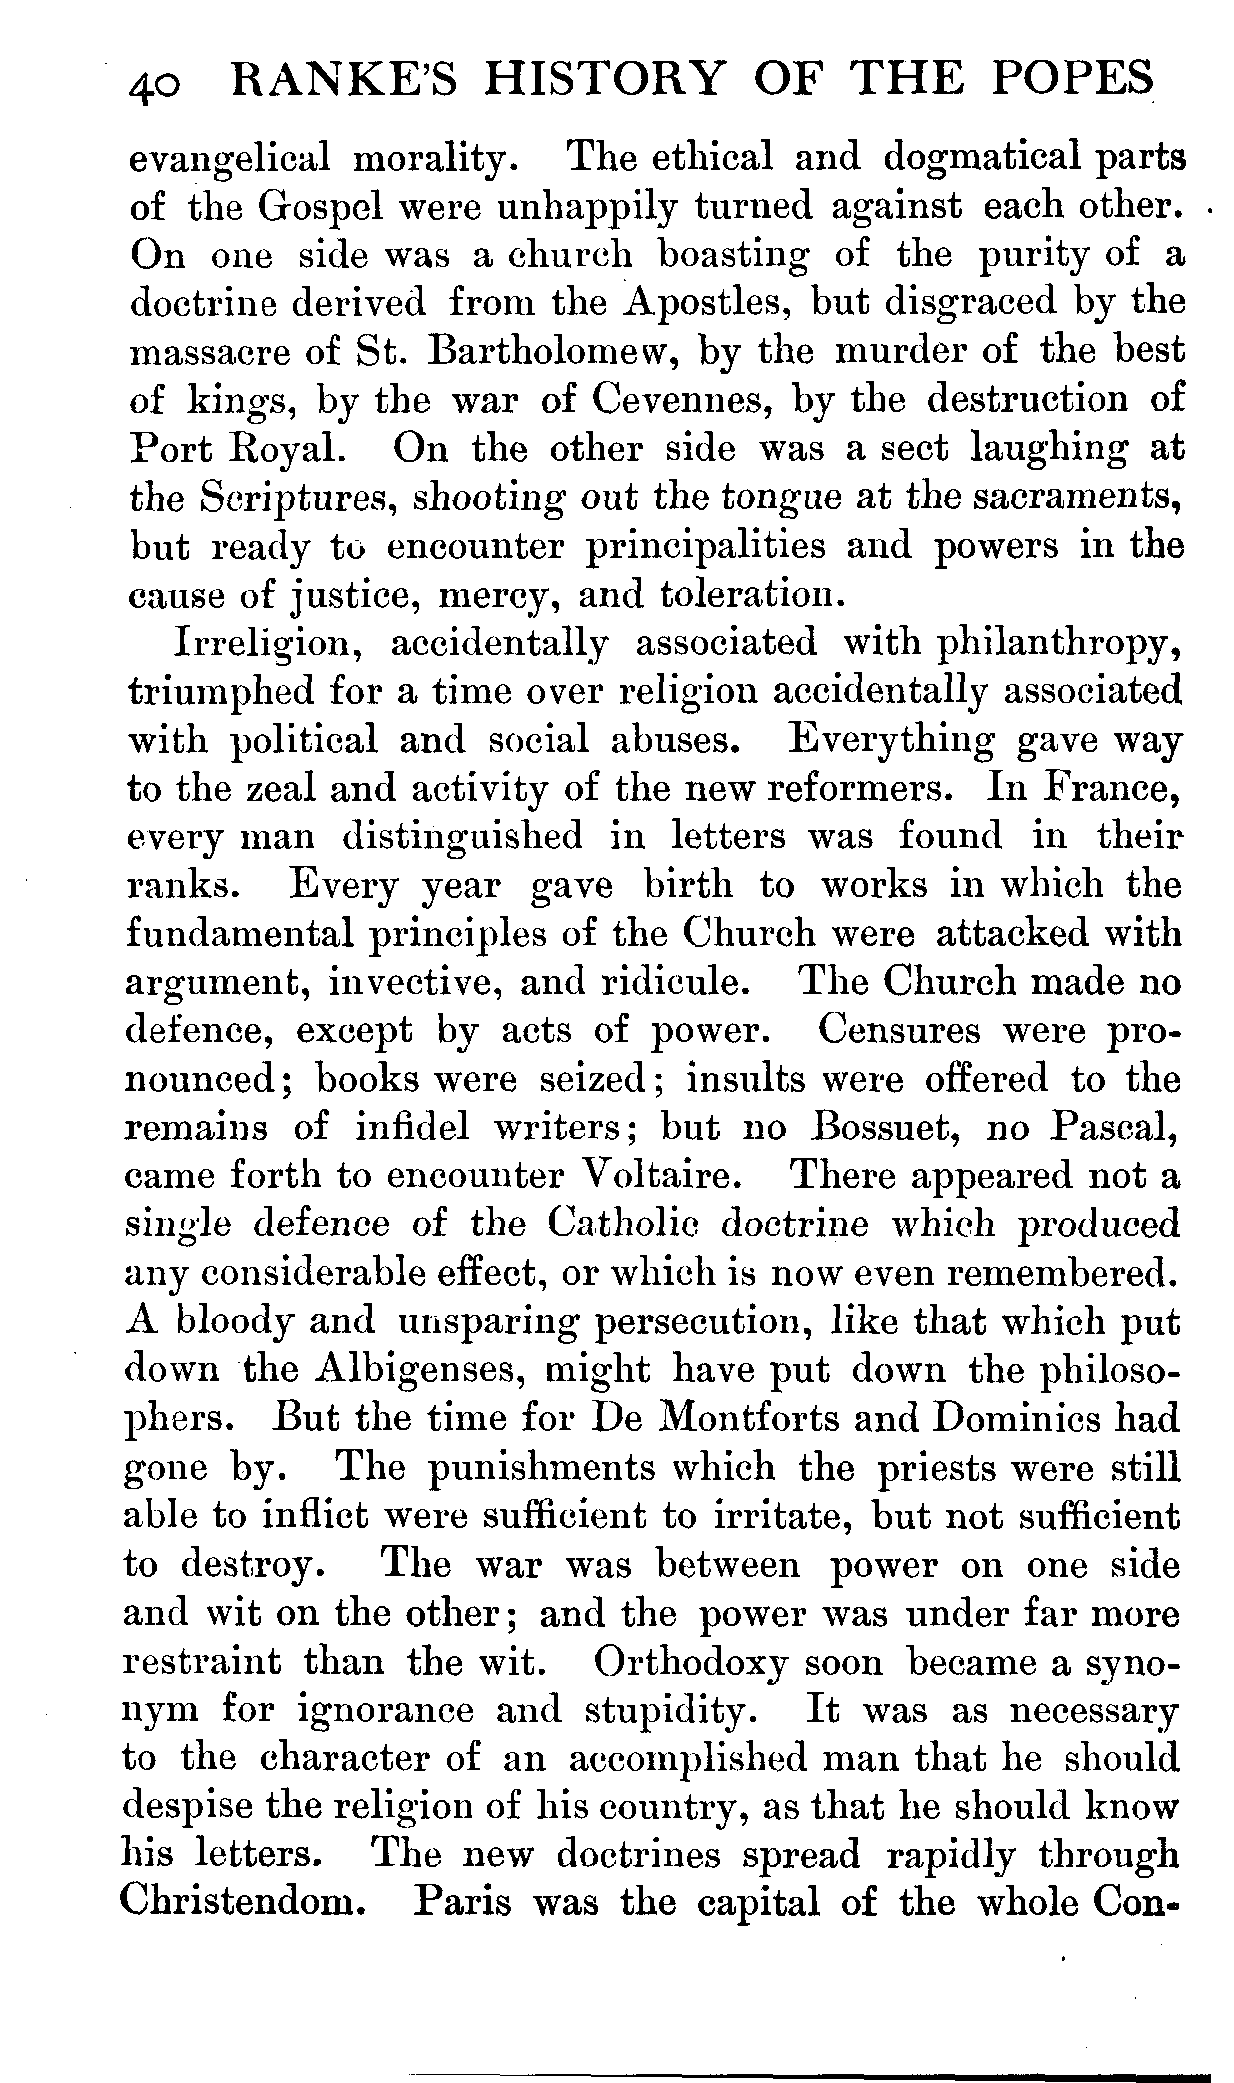 40 RANKE'S HISTORY OF THE POPES
evangelical morality. The ethical and dogmatical parts
of the Gospel were unhappily turned against each other.
On one side was a church boasting of the purity of a
doctrine derived from the Apostles, but disgraced by the
massacre of St. Bartholomew, by the murder of the best
of kings, by the war of Cevennes, by the destruction of
Port Royal. On the other side was a sect laughing at
the Scriptures, shooting out the tongue at the sacraments,
but ready to encounter principalities and powers in the
cause of justice, mercy, and toleration.
Irreligion, accidentally associated with philanthropy,
triumphed for a time over religion accidentally associated
with political and social abuses. Everything gave way
to the zeal and activity of the new reformers. In France,
every man distinguished in letters was found in their
ranks. Every year gave birth to works in which the
fundamental principles of the Church were attacked with
argument, invective, and ridicule. The Church made no
defence, except by acts of power. Censures were pro-
nounced; books were seized; insults were offered to the
remains of infidel writers; but no Bossuet, no Pascal,
came forth to encounter Voltaire. There appeared not a
single defence of the Catholic doctrine which produced
any considerable effect, or which is now even remembered.
A bloody and unsparing persecution, like that which put
down the Albigenses, might have put down the philoso-
phers. But the time for De Montforts and Dominics had
gone by. The punishments which the priests were still
able to inflict were sufficient to irritate, but not sufficient
to destroy. The war was between power on one side
and wit on the other; and the power was under far more
restraint than the wit. Orthodoxy soon became a syno-
nym for ignorance and stupidity. It was as necessary
to the character of an accomplished man that he should
despise the religion of his country, as that he should know
his letters. The new doctrines spread rapidly through
Christendom. Paris was the capital of the whole Con-